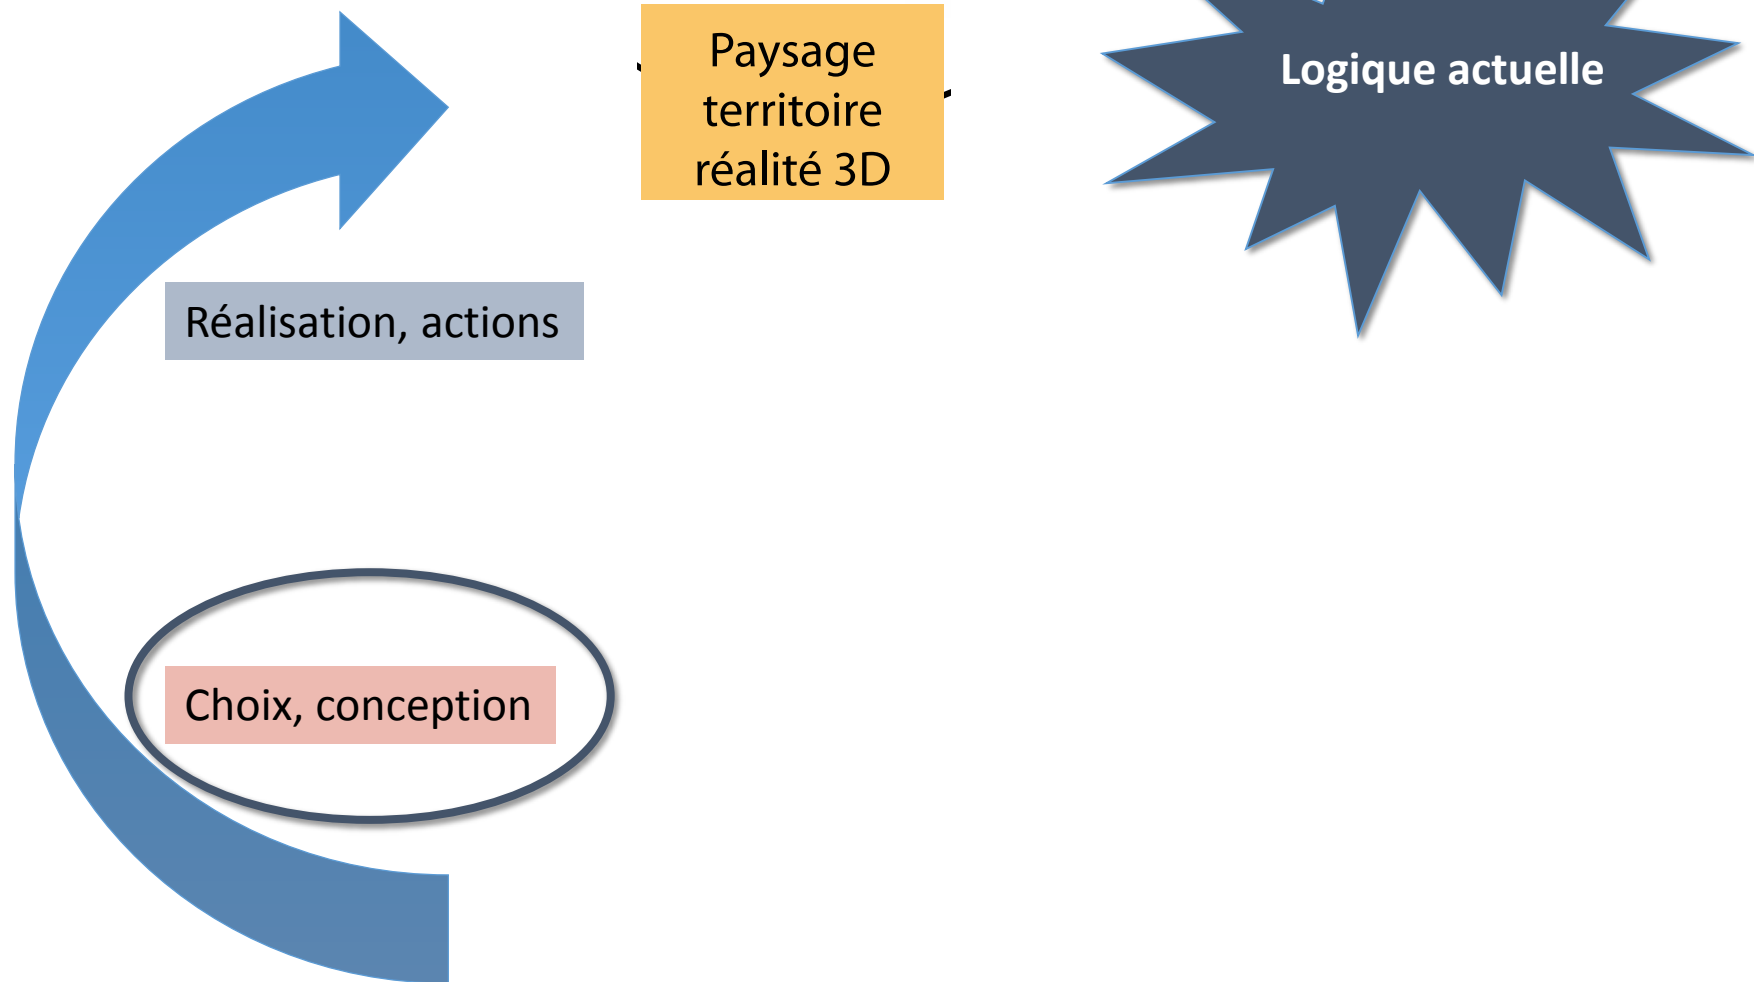 Paysage
territoire
réalité 3D
Logique actuelle
Réalisation, actions
Choix, conception